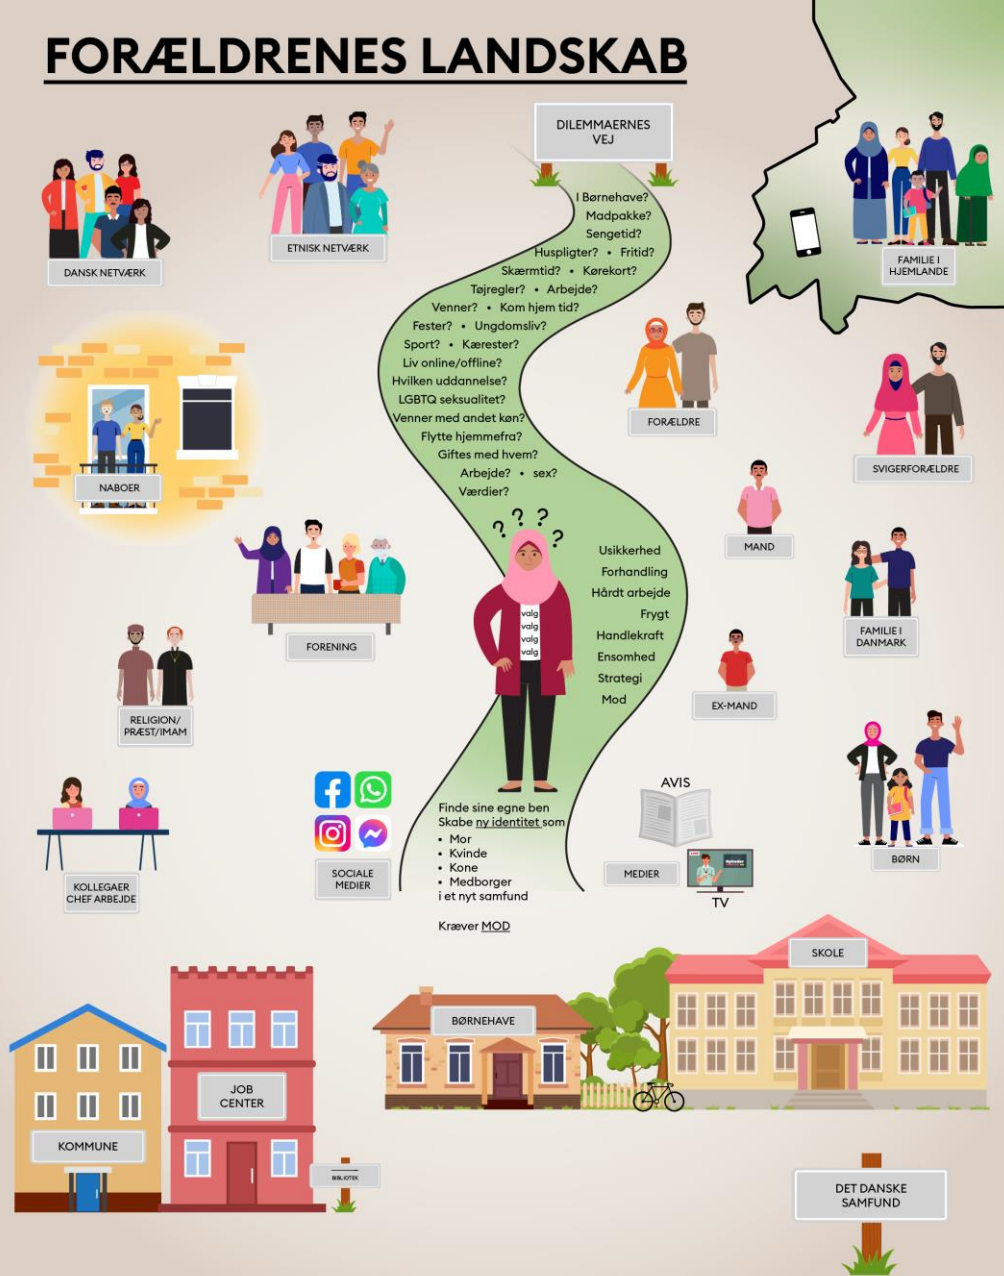 FORÆLDRENES LANDSKAB
DILEMMAERNES
VEJ
I Børnehave?
Madpakke?
Sengetid?
Huspligter? • Fritid?
Skærmtid? • Kørekort?
Tøjregler? • Arbejde?
Venner? • Kom hjem tid?
Fester? • Ungdomsliv?
Sport? • Kærester?
Liv online/offline?
Hvilken uddannelse?
LGBTQ seksualitet?
Venner med andet køn?
Flytte hjemmefra?
Giftes med hvem?
Arbejde? • sex?
Værdier?
? ? ? ?
valg
valg
valg
valg
Usikkerhed
Forhandling
Hårdt arbejde
Frygt
Handlekraft
Ensomhed
Strategi
Mod
Finde sine egne ben
Skabe ny identitet som
• Mor
• Kvinde
• Kone
• Medborger
i et nyt samfund
Kræver MOD
DANSK NETVÆRK
ETNISK NETVÆRK
FAMILIE I
HJEMLANDE
NABOER
FORÆLDRE
SVIGERFORÆLDRE
MAND
FORENING
FAMILIE I
DANMARK
RELIGION/
PRÆST/IMAM
EX-MAND
KOLLEGAER
CHEF ARBEJDE
SOCIALE
MEDIER
AVIS
MEDIER
TV
BØRN
SKOLE
BØRNEHAVE
JOB
CENTER
KOMMUNE
BIBLIOTEK
DET DANSKE
SAMFUND